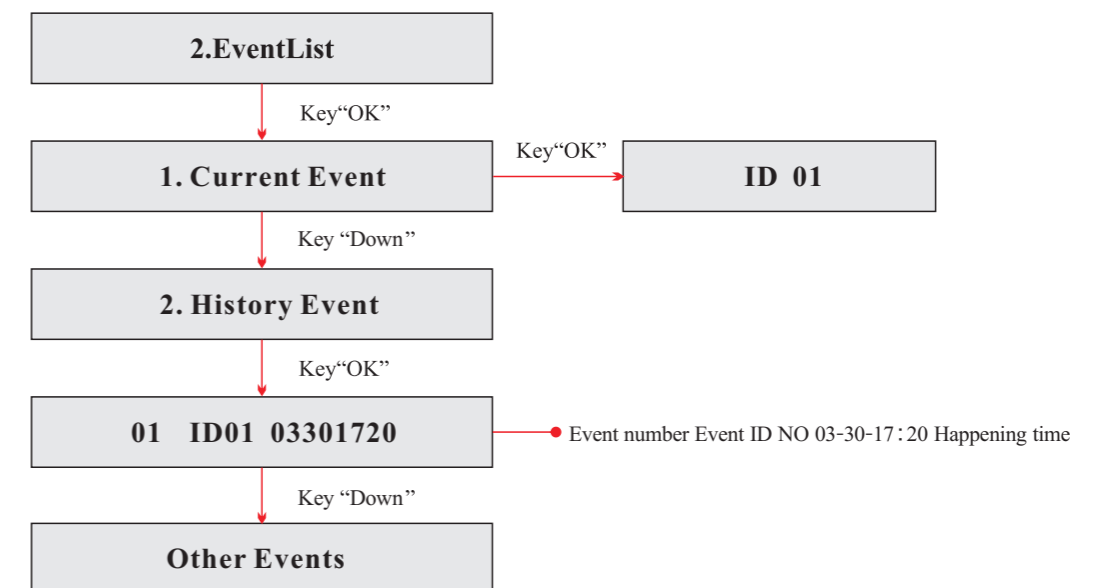 2.EventList
Key“OK”
1. Current Event
Key“OK”
ID 01
Key “Down”
2. History Event
Key“OK”
01 ID01 03301720
Event number Event ID NO 03-30-17:20 Happening time
Key “Down”
Other Events